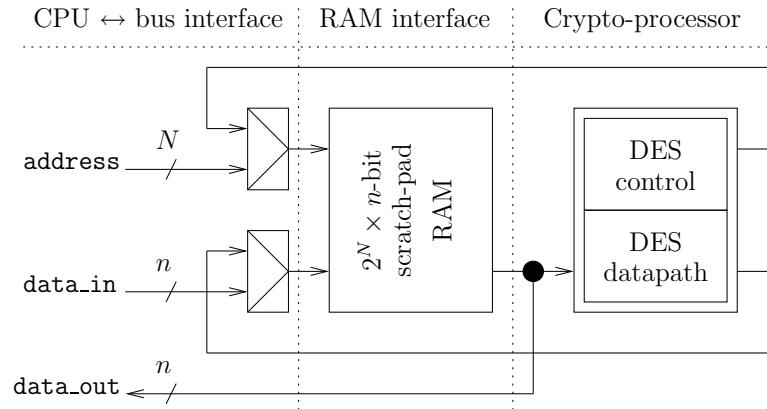 CPU ↔ bus interface
RAM interface
Crypto-processor
address
N
data_in
n
data_out
n
2^N × n-bit
scratch-pad
RAM
DES
control
DES
datapath